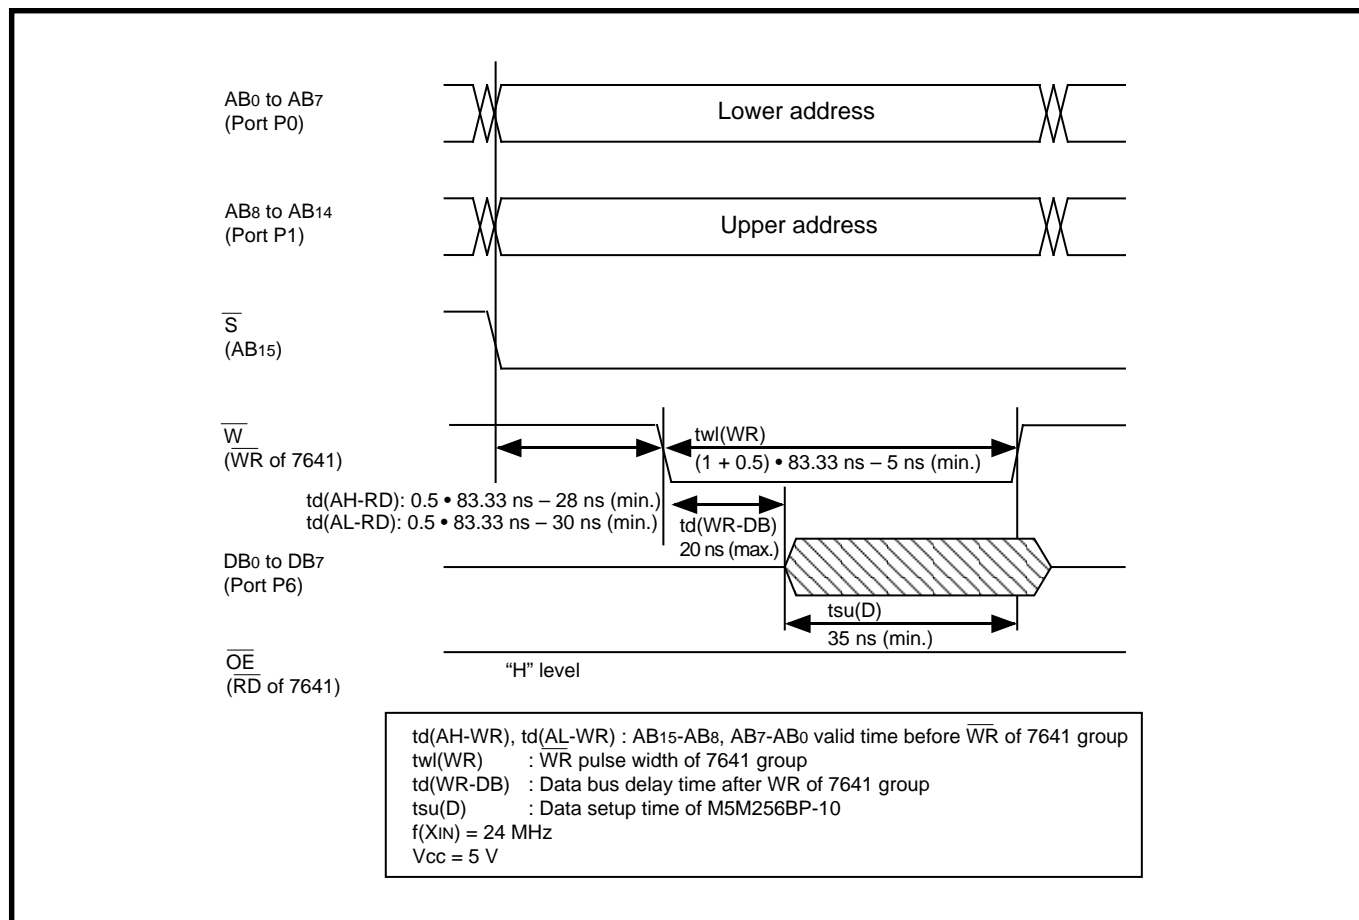 AB0 to AB7
(Port P0)
Lower address
AB8 to AB14
(Port P1)
Upper address
S
(AB15)
W
(WR of 7641)
twl(WR)
(1 + 0.5) • 83.33 ns – 5 ns (min.)
td(AH-RD): 0.5 • 83.33 ns – 28 ns (min.)
td(AL-RD): 0.5 • 83.33 ns – 30 ns (min.)
td(WR-DB)
20 ns (max.)
DB0 to DB7
(Port P6)
tsu(D)
35 ns (min.)
OE
(RD of 7641)
“H” level
td(AH-WR), td(AL-WR) : AB15-AB8, AB7-AB0 valid time before WR of 7641 group
twl(WR) : WR pulse width of 7641 group
td(WR-DB) : Data bus delay time after WR of 7641 group
tsu(D) : Data setup time of M5M256BP-10
f(XIN) = 24 MHz
Vcc = 5 V